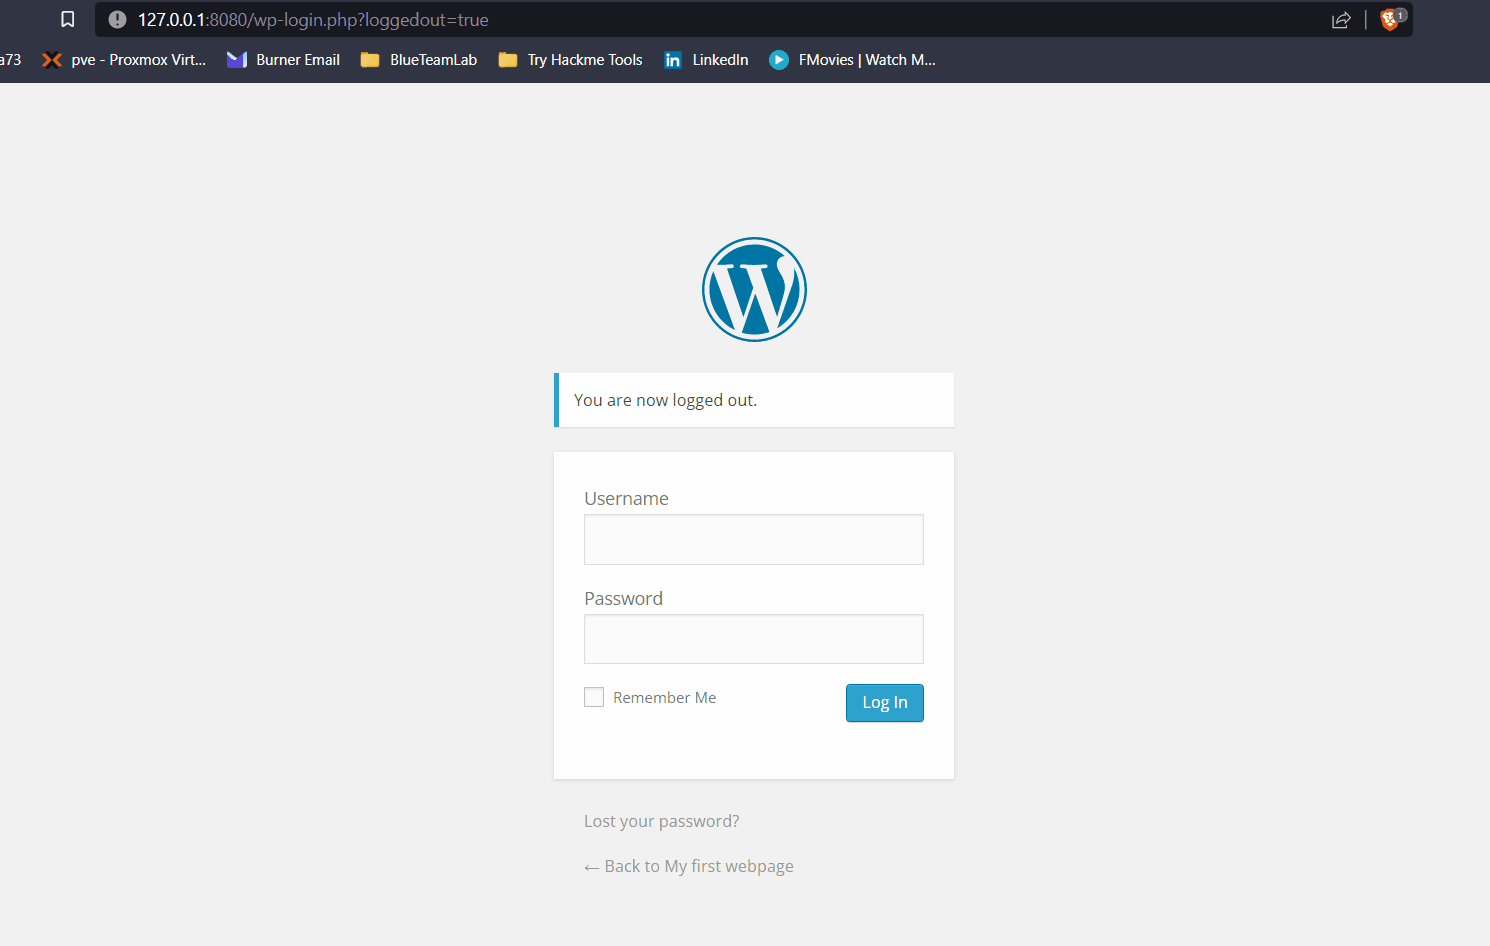 127.0.0.1:8080/wp-login.php?loggedout=true
1
a73 pve - Proxmox Virt... Burner Email BlueTeamLab Try Hackme Tools in LinkedIn FMovies | Watch M...
W
You are now logged out.
Username
Password
Remember Me Log In
Lost your password?
← Back to My first webpage